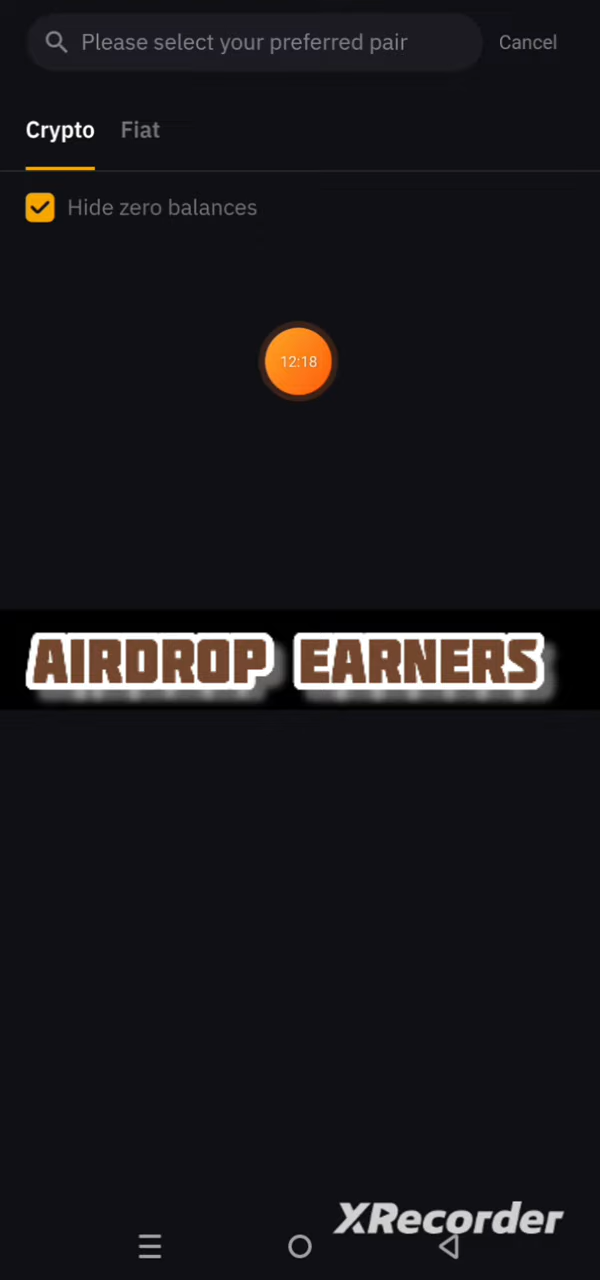 Please select your preferred pair Cancel
Crypto Fiat
Hide zero balances
12:18
AIRDROP EARNERS
XRecorder